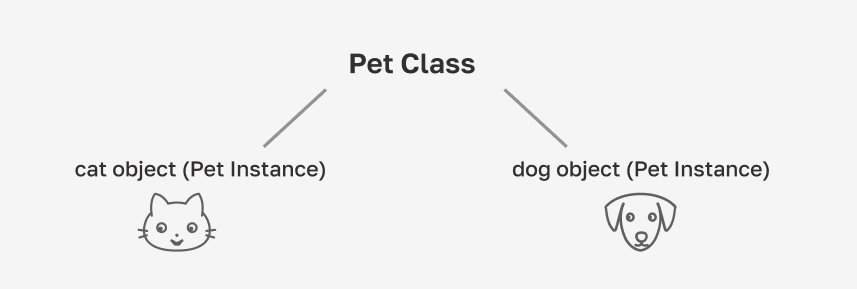 Pet Class
cat object (Pet Instance)
dog object (Pet Instance)